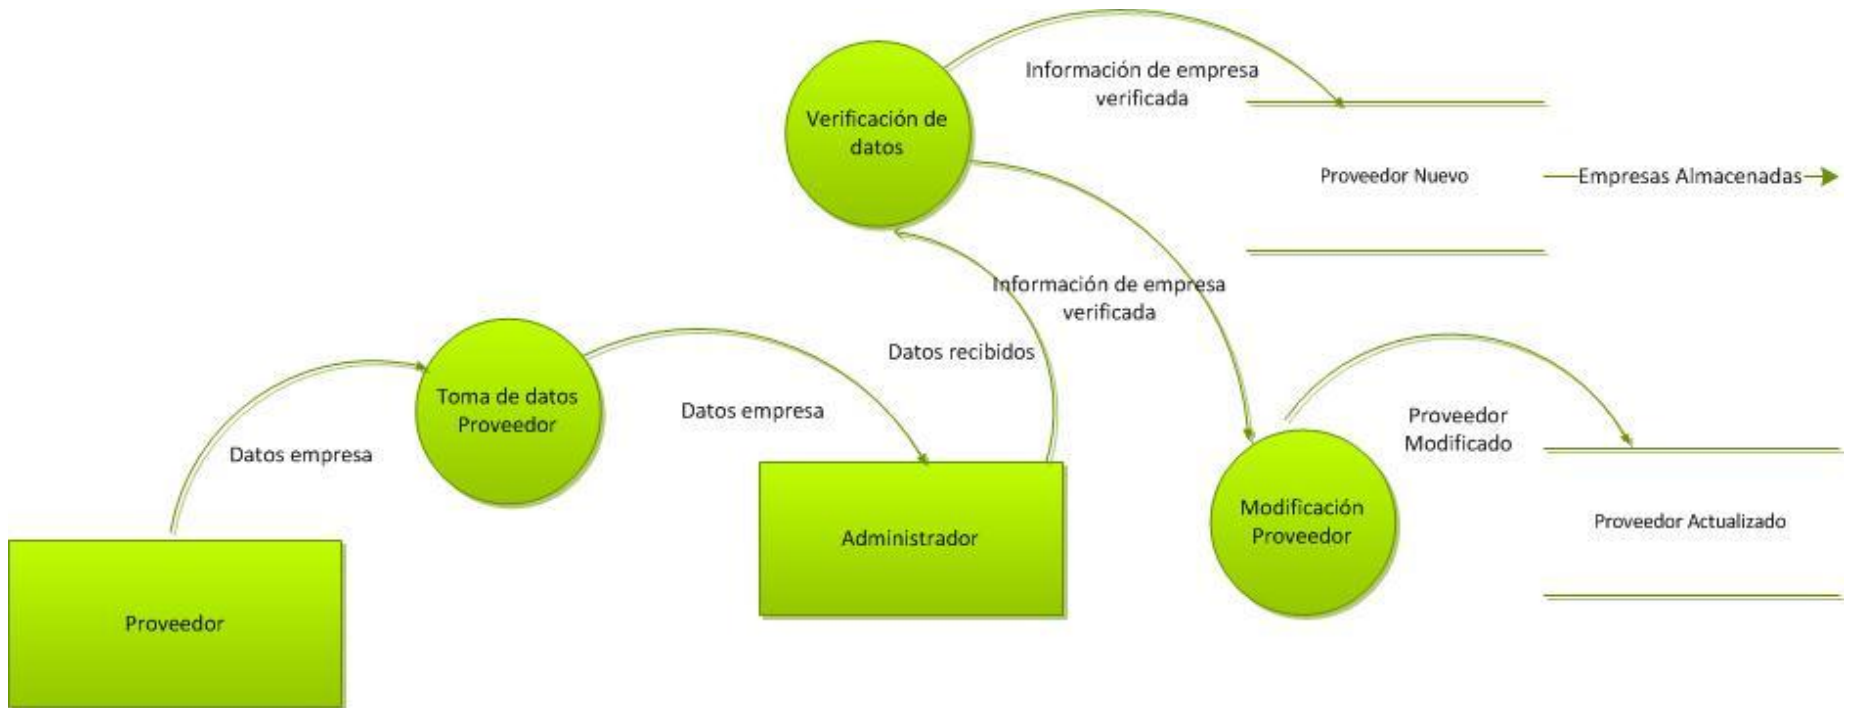 Información de empresa
verificada
Verificación de
datos
Proveedor Nuevo
Empresas Almacenadas
Información de empresa
verificada
Datos recibidos
Toma de datos
Proveedor
Datos empresa
Datos empresa
Proveedor
Modificado
Modificación
Proveedor
Proveedor Actualizado
Administrador
Proveedor